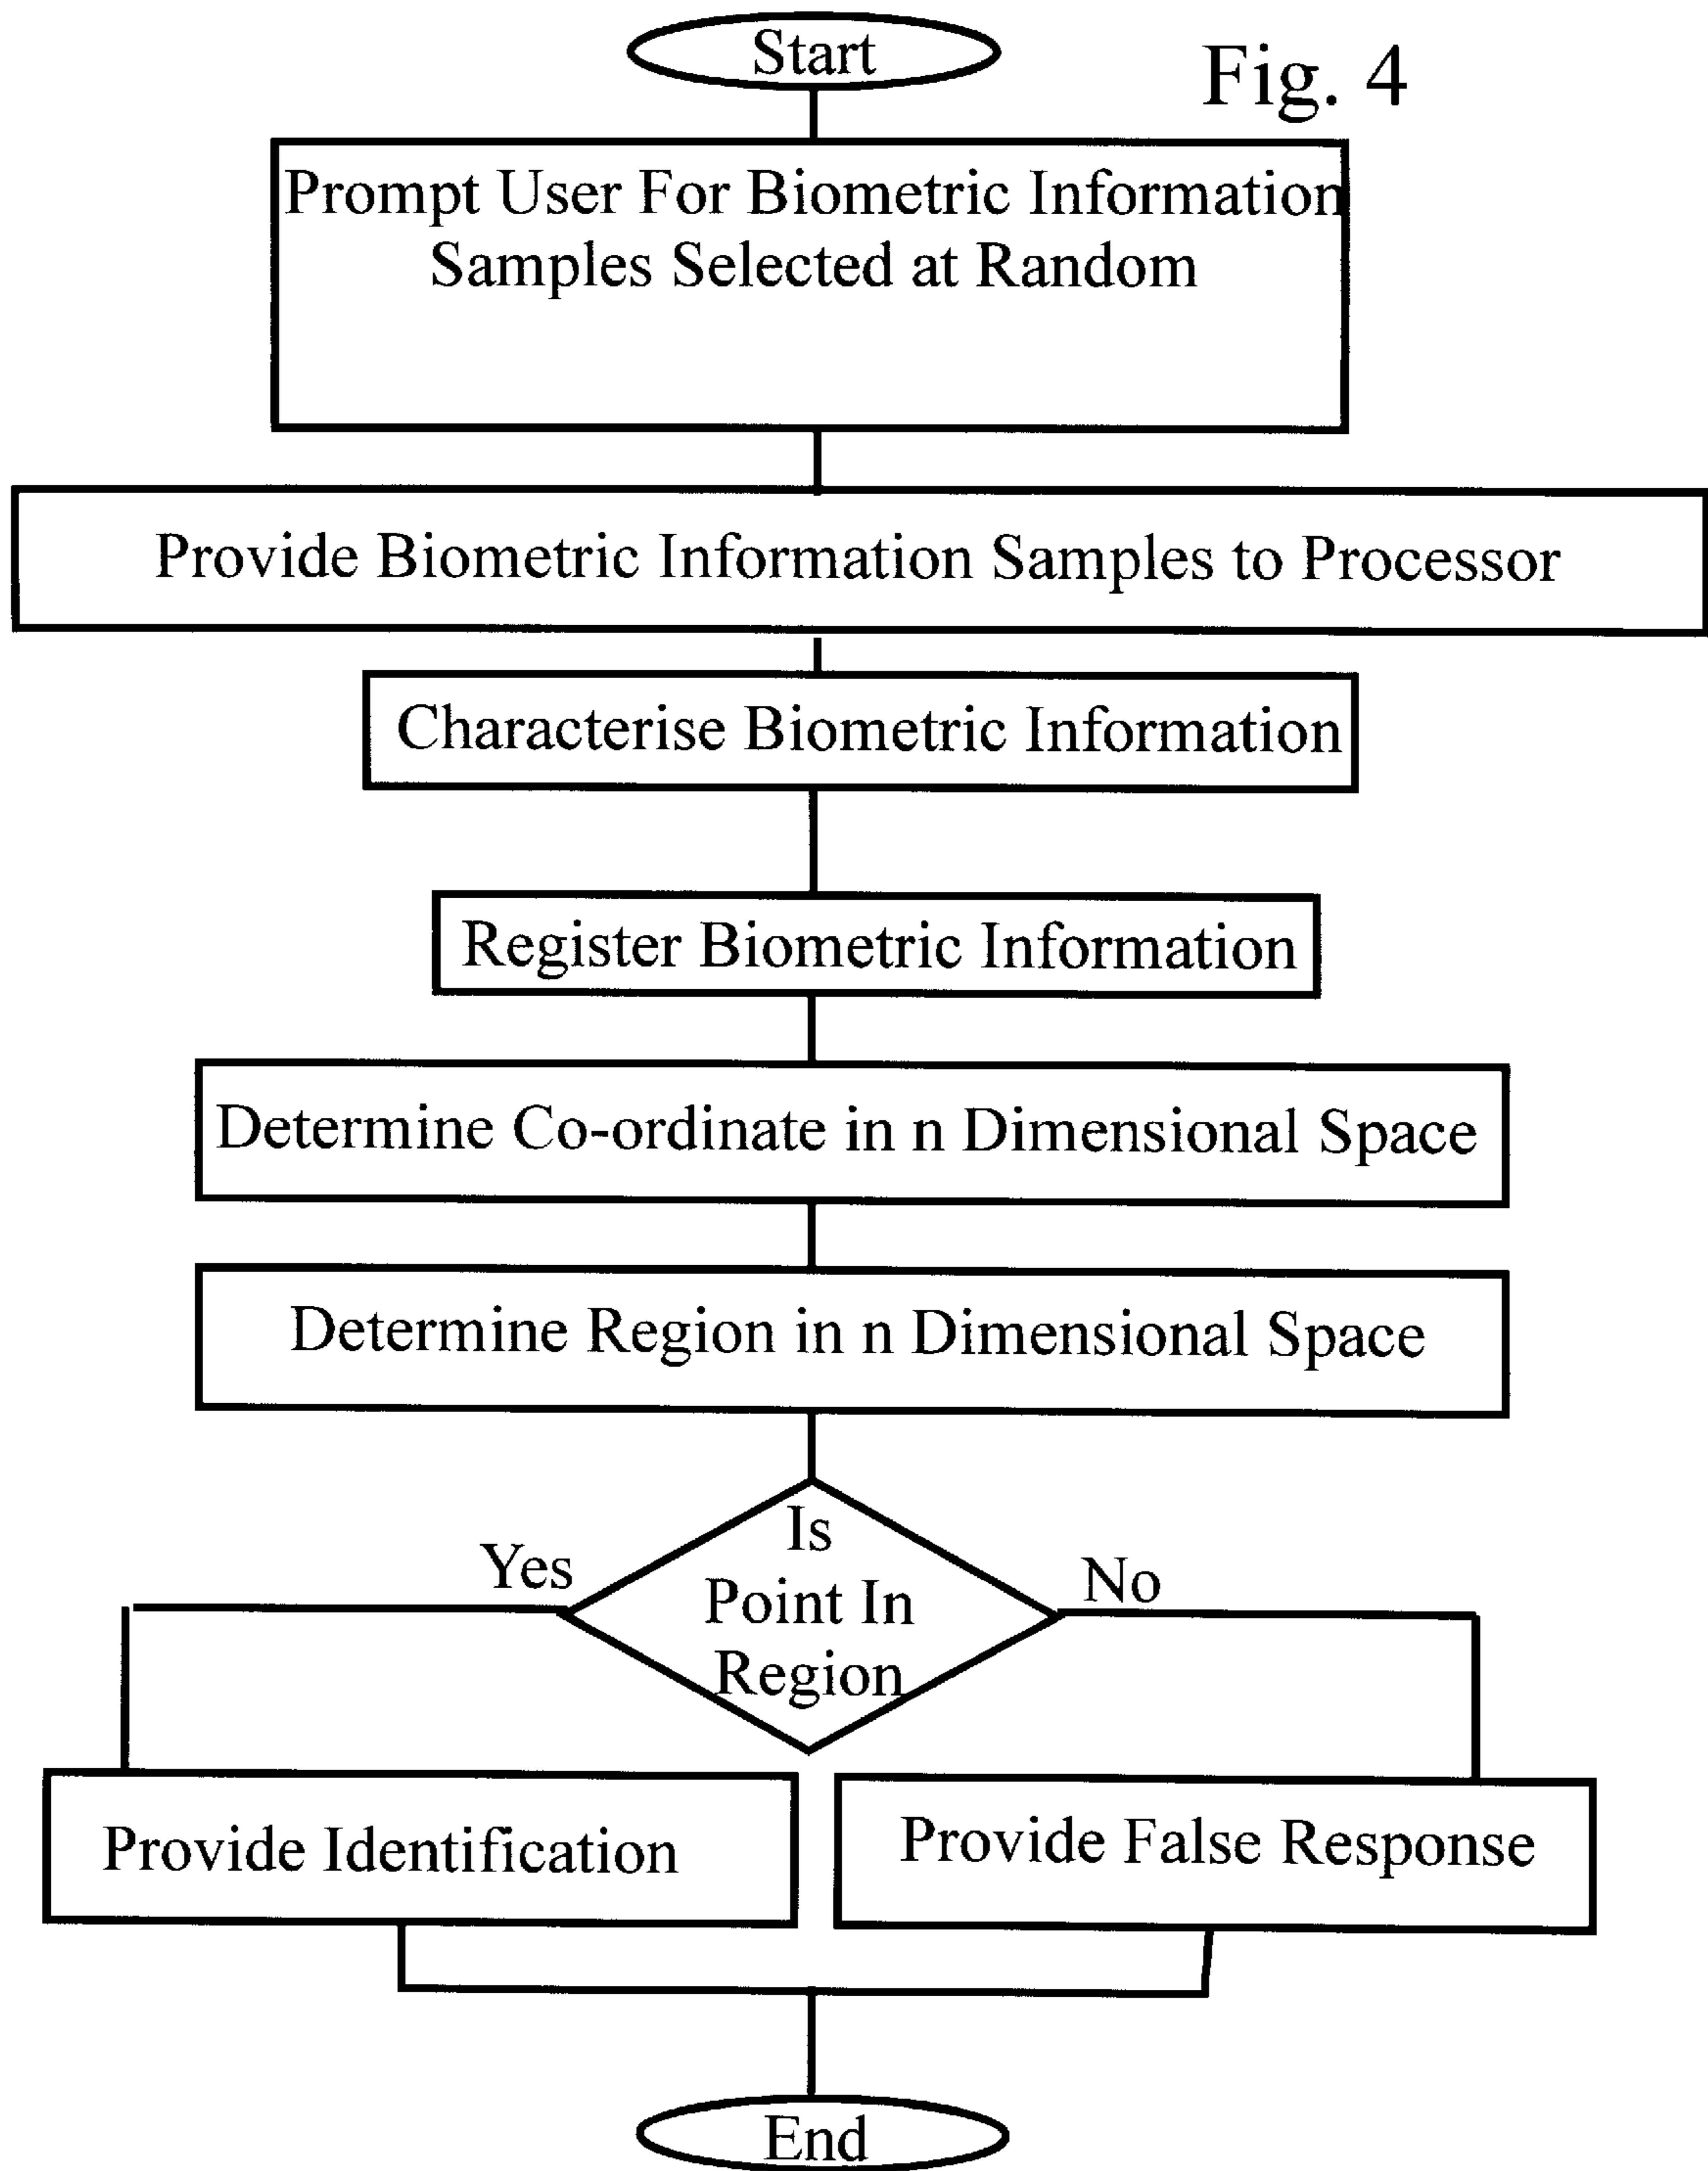 Start
Fig. 4
Prompt User For Biometric Information
Samples Selected at Random
Provide Biometric Information Samples to Processor
Characterise Biometric Information
Register Biometric Information
Determine Co-ordinate in n Dimensional Space
Determine Region in n Dimensional Space
Is
Point In
Region
Yes
No
Provide Identification
Provide False Response
End